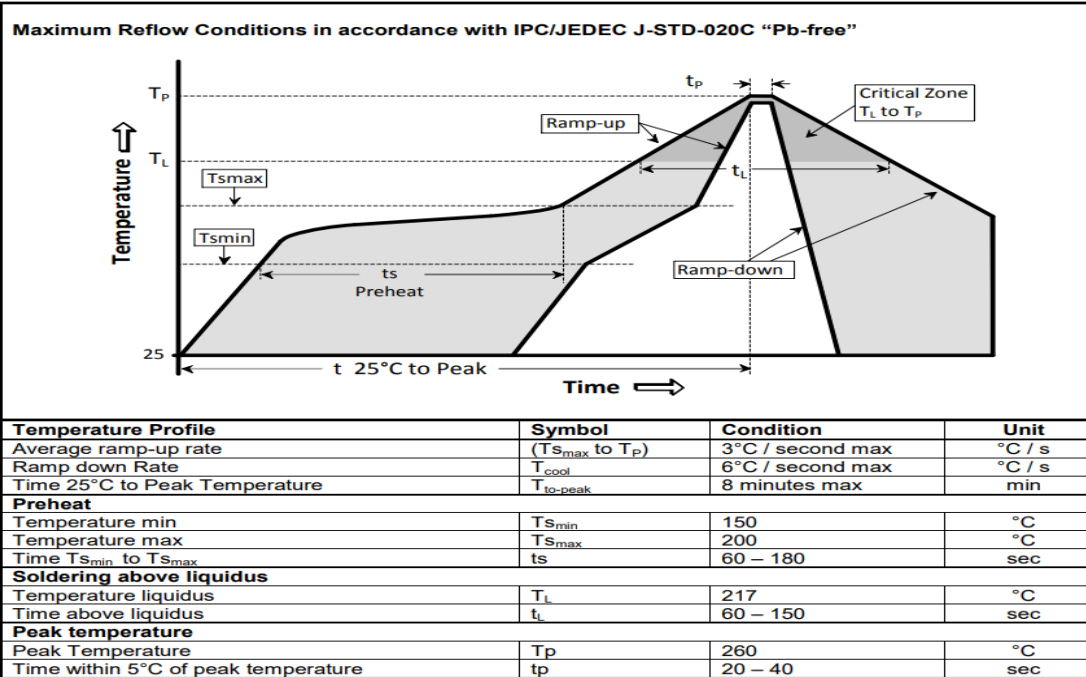 Maximum Reflow Conditions in accordance with IPC/JEDEC J-STD-020C “Pb-free”
tP
TP
Critical Zone
TL to TP
Ramp-up
TL
tL
Tsmax
Tsmin
Temperature
ts
Preheat
Ramp-down
25
t 25°C to Peak
Time
Temperature Profile Symbol Condition Unit
Average ramp-up rate (Tsmax to TP) 3°C / second max °C / s
Ramp down Rate Tcool 6°C / second max °C / s
Time 25°C to Peak Temperature Tto-peak 8 minutes max min
Preheat
Temperature min Tsmin 150 °C
Temperature max Tsmax 200 °C
Time Tsmin to Tsmax ts 60 – 180 sec
Soldering above liquidus
Temperature liquidus TL 217 °C
Time above liquidus tL 60 – 150 sec
Peak temperature
Peak Temperature Tp 260 °C
Time within 5°C of peak temperature tp 20 – 40 sec